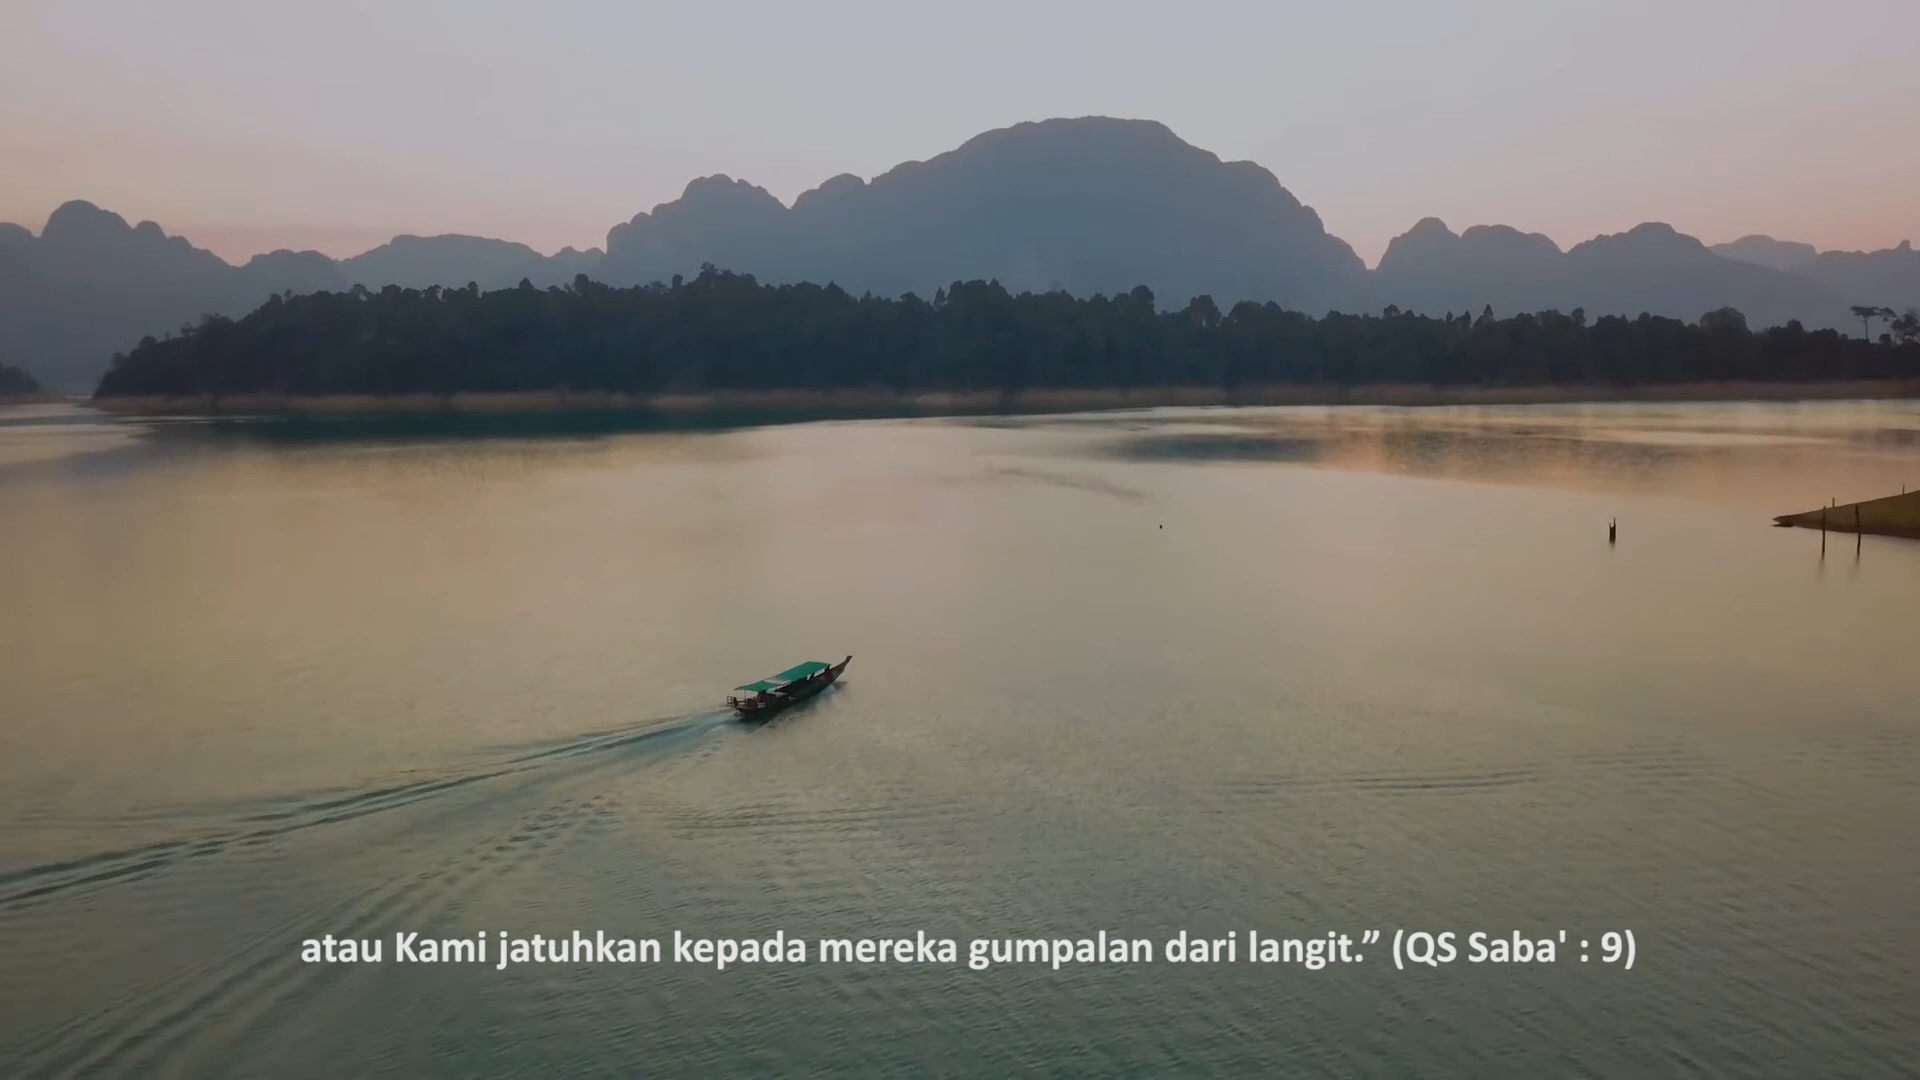 atau Kami jatuhkan kepada mereka gumpalan dari langit.” (QS Saba' : 9)